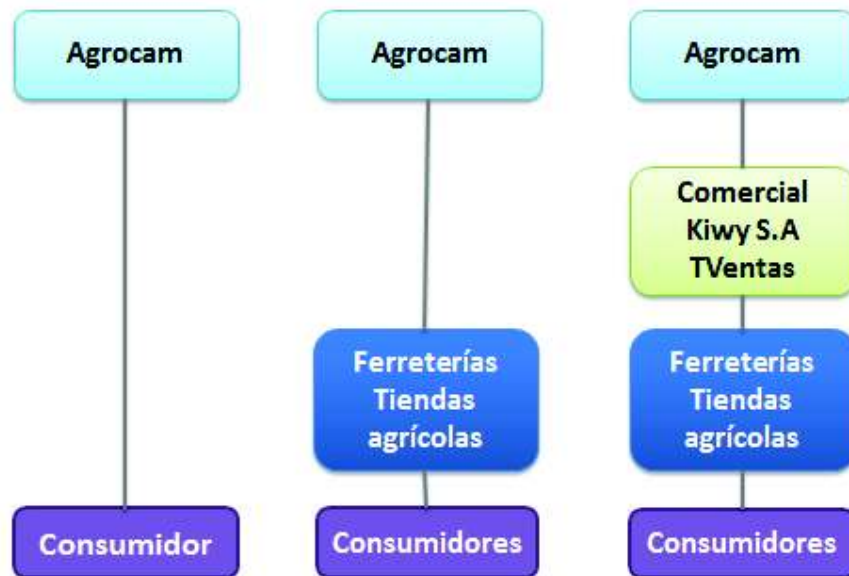 Agrocam
Consumidor
Agrocam
Ferreterías
Tiendas
agrícolas
Consumidores
Agrocam
Comercial
Kiwy S.A
TVentas
Ferreterías
Tiendas
agrícolas
Consumidores